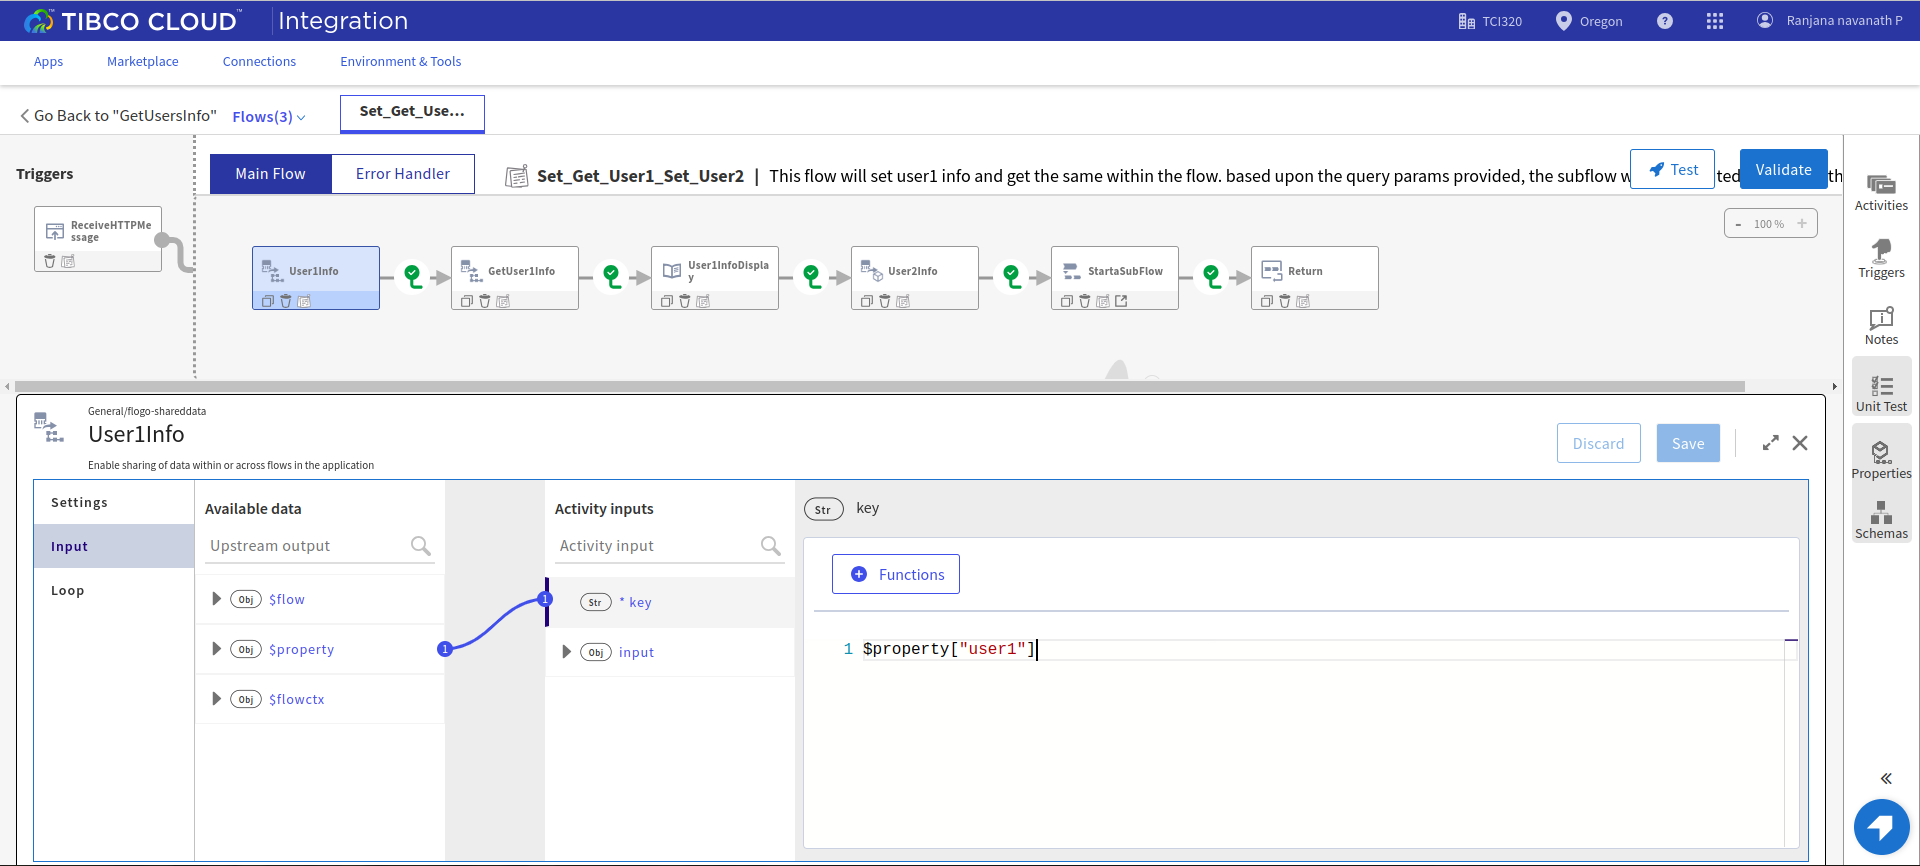 TIBCO CLOUD™ Integration
TCI320
Oregon
?
Ranjana navanath P
Apps
Marketplace
Connections
Environment & Tools
Go Back to "GetUsersInfo"
Flows(3)
Set_Get_Use...
Triggers
Main Flow
Error Handler
Set_Get_User1_Set_User2 | This flow will set user1 info and get the same within the flow. based upon the query params provided, the subflow w
ted
th
Test
Validate
- 100 % +
ReceiveHTTPMe
ssage
User1Info
GetUser1Info
User1InfoDispla
y
User2Info
StartaSubFlow
Return
Activities
Triggers
Notes
Unit Test
Properties
Schemas
General/flogo-shareddata
User1Info
Enable sharing of data within or across flows in the application
Discard
Save
Settings
Input
Loop
Available data
Upstream output
Obj $flow
Obj $property
Obj $flowctx
1
1
Activity inputs
Activity input
Str * key
Obj input
Str key
Functions
1 $property["user1"]